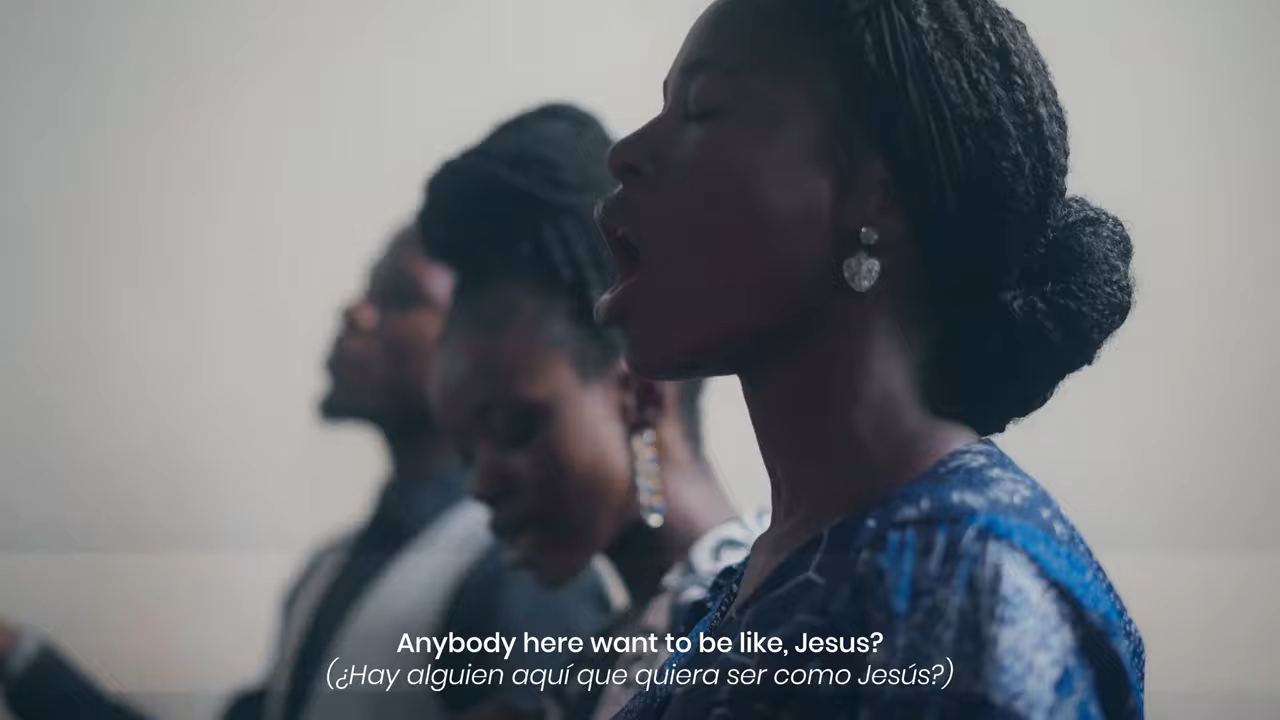 Anybody here want to be like, Jesus?
(¿Hay alguien aquí que quiera ser como Jesús?)